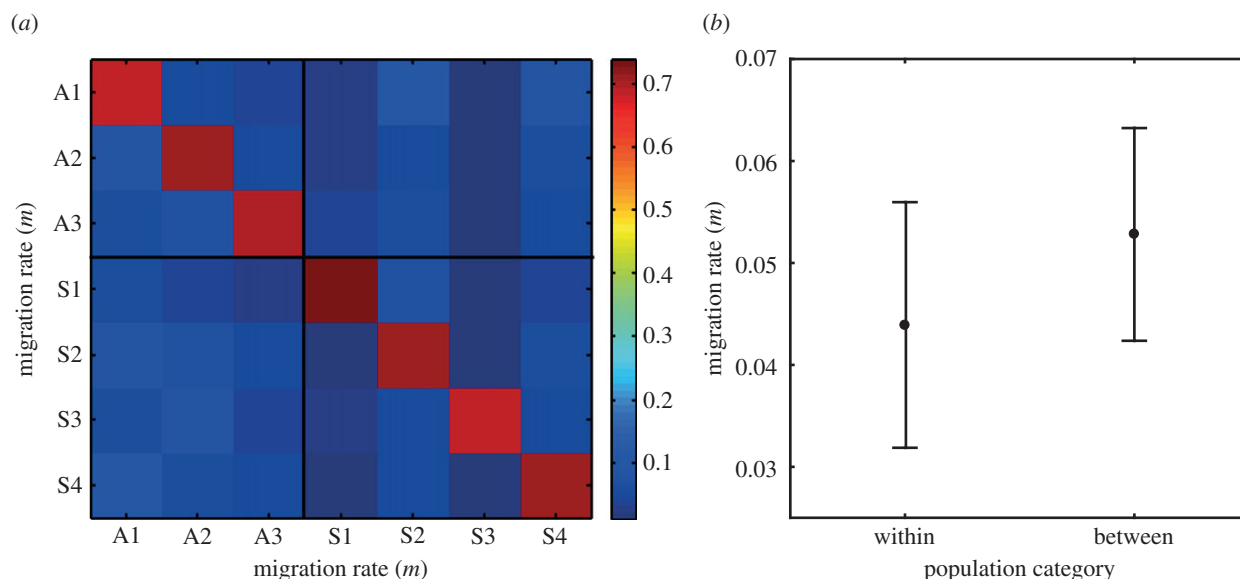 (a)
(b)
A1
A2
A3
S1
S2
S3
S4
migration rate (m)
A1 A2 A3 S1 S2 S3 S4
migration rate (m)
0.7
0.6
0.5
0.4
0.3
0.2
0.1
0.07
0.06
0.05
0.04
0.03
migration rate (m)
within between
population category